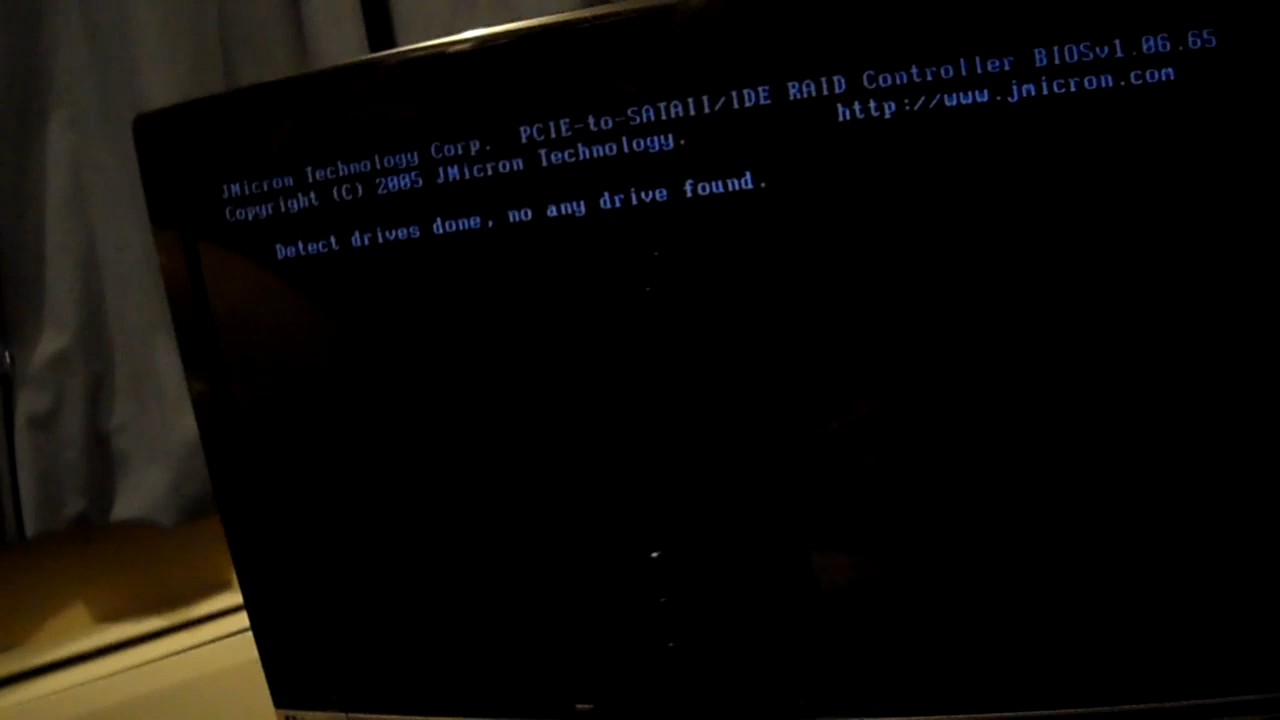 JMicron Technology Corp. PCIE-to-SATAII/IDE RAID Controller BIOSv1.06.65
Copyright (C) 2005 JMicron Technology. http://www.jmicron.com
Detect drives done, no any drive found.